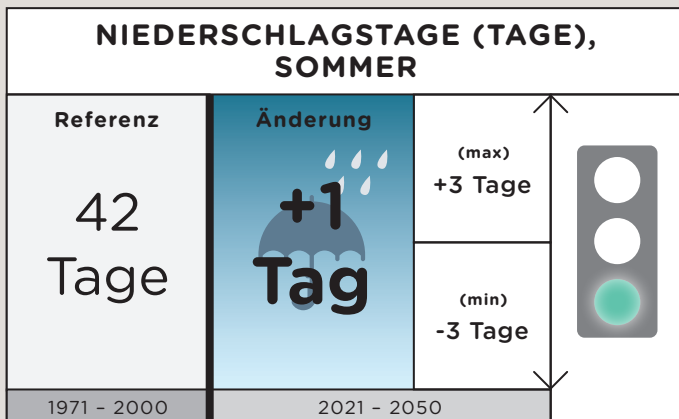 NIEDERSCHLAGSTAGE (TAGE),
SOMMER
Referenz
42
Tage
1971 – 2000
Änderung
+1
Tag
(max)
+3 Tage
(min)
-3 Tage
2021 – 2050